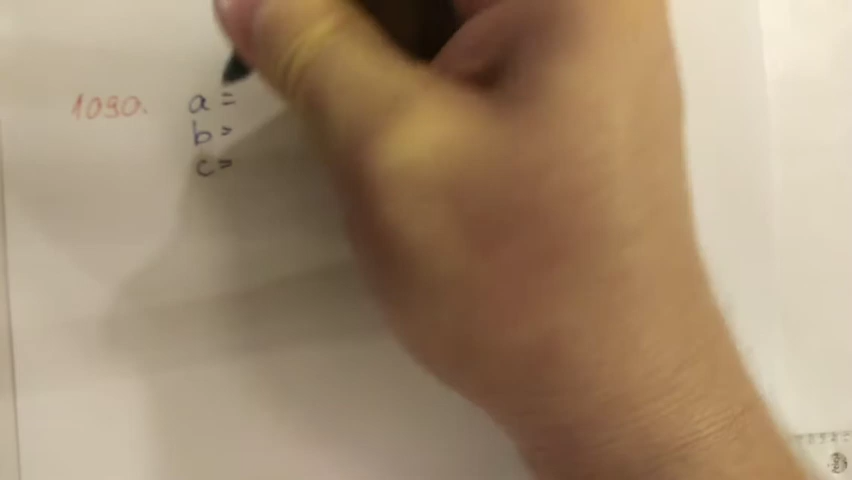 1090. a =
b =
c =